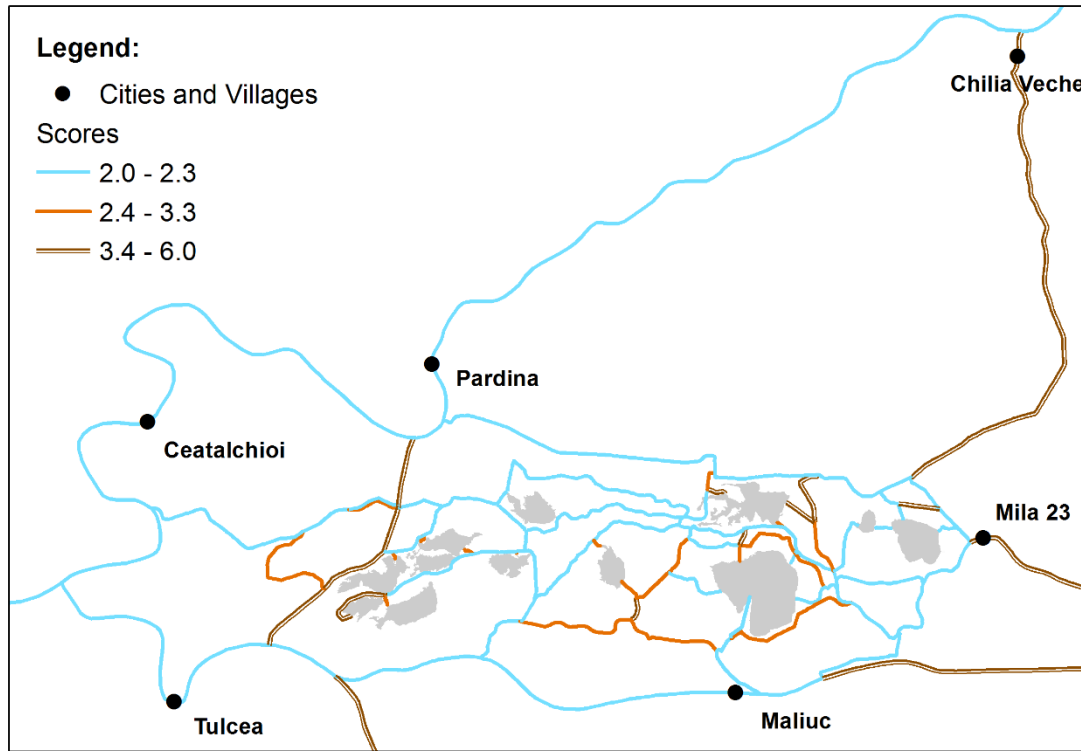 Legend:
Cities and Villages
Scores
2.0 - 2.3
2.4 - 3.3
3.4 - 6.0
Chilia Veche
Pardina
Ceatalchioi
Mila 23
Tulcea
Maliuc